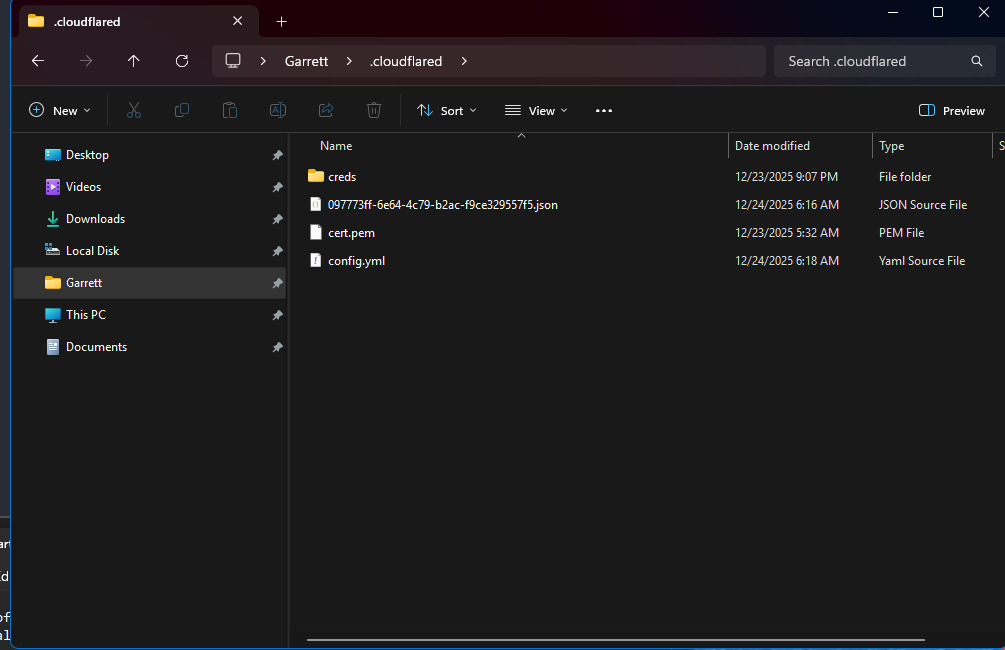 .cloudflared
Garrett > .cloudflared >
Search .cloudflared
New
Sort
View
Preview
Name Date modified Type S
Desktop
Videos
Downloads
Local Disk
Garrett
This PC
Documents
creds 12/23/2025 9:07 PM File folder
097773ff-6e64-4c79-b2ac-f9ce329557f5.json 12/24/2025 6:16 AM JSON Source File
cert.pem 12/23/2025 5:32 AM PEM File
config.yml 12/24/2025 6:18 AM Yaml Source File